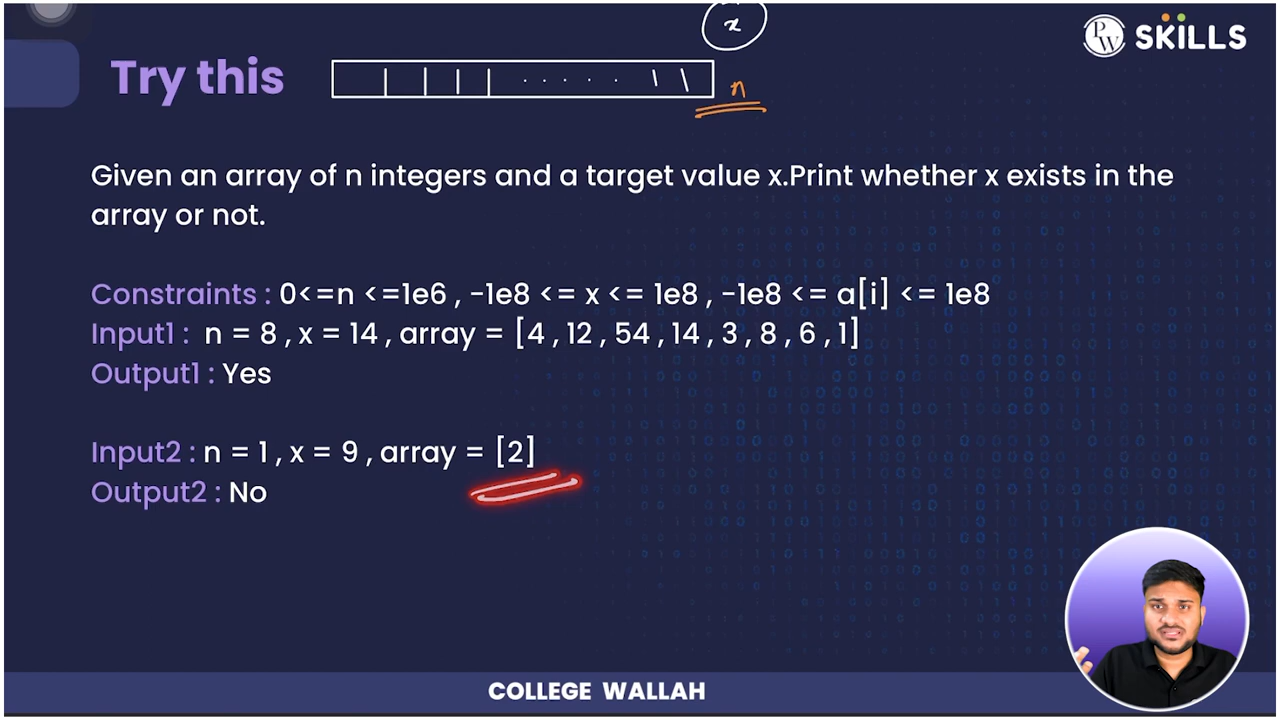 x
PW SKILLS
Try this
n
Given an array of n integers and a target value x.Print whether x exists in the
array or not.
Constraints : 0<=n <=1e6 , -1e8 <= x <= 1e8 , -1e8 <= a[i] <= 1e8
Input1 : n = 8 , x = 14 , array = [4 , 12 , 54 , 14 , 3 , 8 , 6 , 1]
Output1 : Yes
Input2 : n = 1 , x = 9 , array = [2]
Output2 : No
COLLEGE WALLAH